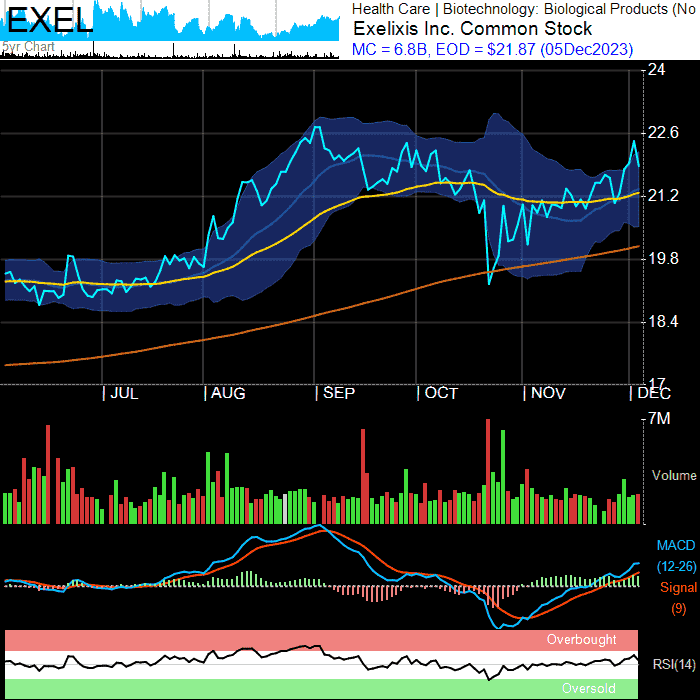 EXEL
5yr Chart
Health Care | Biotechnology: Biological Products (No
Exelixis Inc. Common Stock
MC = 6.8B, EOD = $21.87 (05Dec2023)
24
22.6
21.2
19.8
18.4
17
| JUL | AUG | SEP | OCT | NOV | DEC
7M
Volume
MACD
(12-26)
Signal
(9)
Overbought
RSI(14)
Oversold